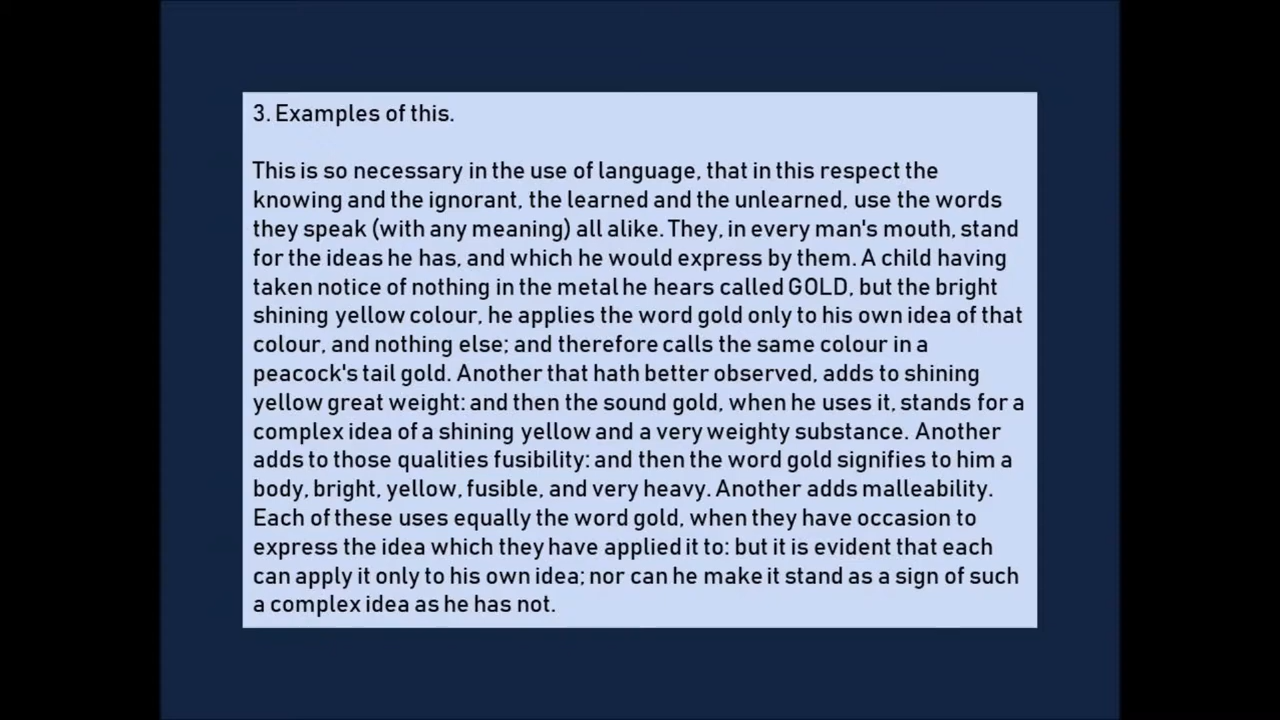 3. Examples of this.
This is so necessary in the use of language, that in this respect the
knowing and the ignorant, the learned and the unlearned, use the words
they speak (with any meaning) all alike. They, in every man's mouth, stand
for the ideas he has, and which he would express by them. A child having
taken notice of nothing in the metal he hears called GOLD, but the bright
shining yellow colour, he applies the word gold only to his own idea of that
colour, and nothing else; and therefore calls the same colour in a
peacock's tail gold. Another that hath better observed, adds to shining
yellow great weight: and then the sound gold, when he uses it, stands for a
complex idea of a shining yellow and a very weighty substance. Another
adds to those qualities fusibility: and then the word gold signifies to him a
body, bright, yellow, fusible, and very heavy. Another adds malleability.
Each of these uses equally the word gold, when they have occasion to
express the idea which they have applied it to: but it is evident that each
can apply it only to his own idea; nor can he make it stand as a sign of such
a complex idea as he has not.